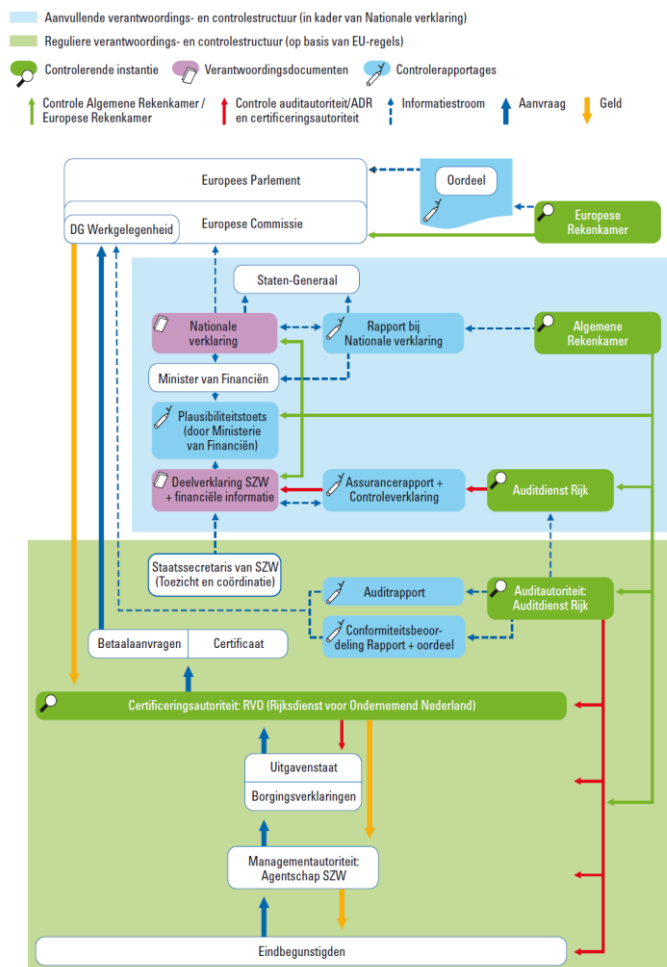 Aanvullende verantwoordings- en controlestructuur (in kader van Nationale verklaring)
Reguliere verantwoordings- en controlestructuur (op basis van EU-regels)
Controlerende instantie
Verantwoordingsdocumenten
Controlerapportages
Controle Algemene Rekenkamer /
Europese Rekenkamer
Controle auditautoriteit/ADR
en certificeringsautoriteit
Informatiestroom
Aanvraag
Geld
Europees Parlement
Oordeel
DG Werkgelegenheid
Europese Commissie
Europese
Rekenkamer
Staten-Generaal
Nationale
verklaring
Rapport bij
Nationale verklaring
Algemene
Rekenkamer
Minister van Financiën
Plausibiliteitstoets
(door Ministerie
van Financiën)
Deelverklaring SZW
+ financiële informatie
Assurancerapport +
Controleverklaring
Auditdienst Rijk
Staatssecretaris van SZW
(Toezicht en coördinatie)
Auditrapport
Auditautoriteit:
Auditdienst Rijk
Conformiteitsbeoor-
deling Rapport + oordeel
Betaalaanvragen
Certificaat
Certificeringsautoriteit: RVO (Rijksdienst voor Ondernemend Nederland)
Uitgavenstaat
Borgingsverklaringen
Managementautoriteit:
Agentschap SZW
Eindbegunstigden